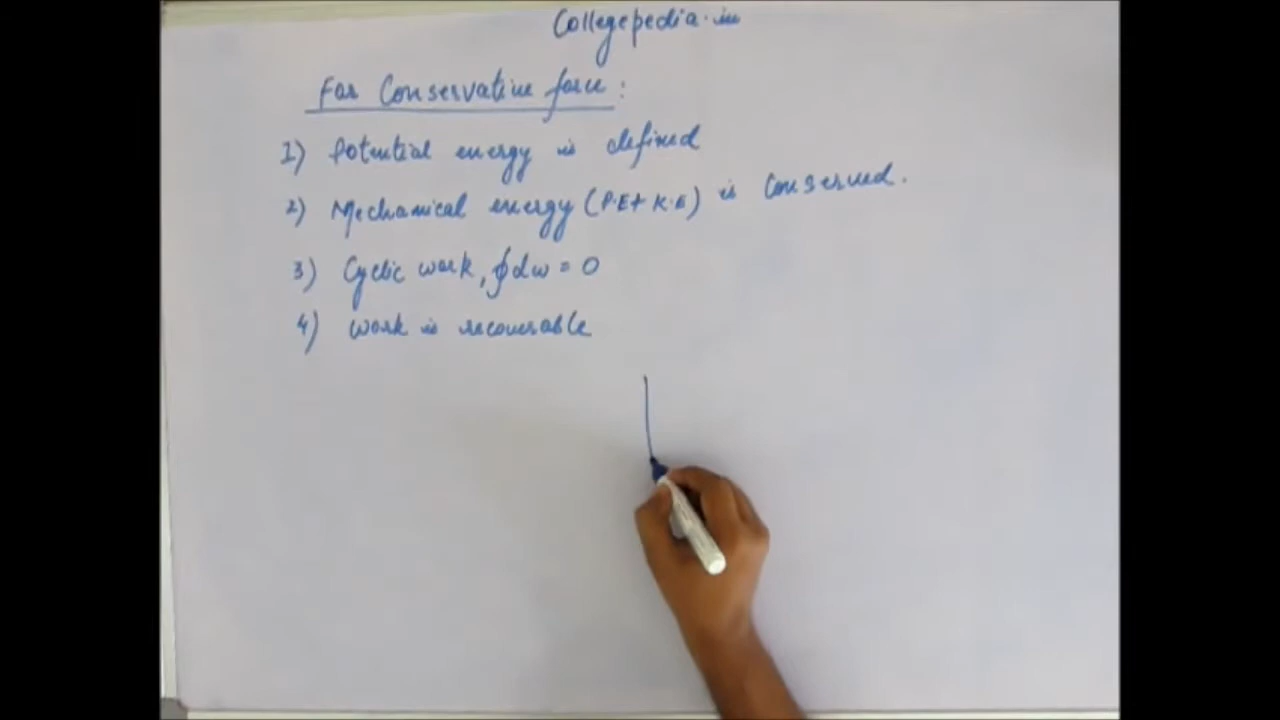 Collegepedia.in
For Conservative force :
1) Potential energy is defined
2) Mechanical energy (P.E+ K.E) is conserved.
3) Cyclic work, ∮dw = 0
4) work is recoverable